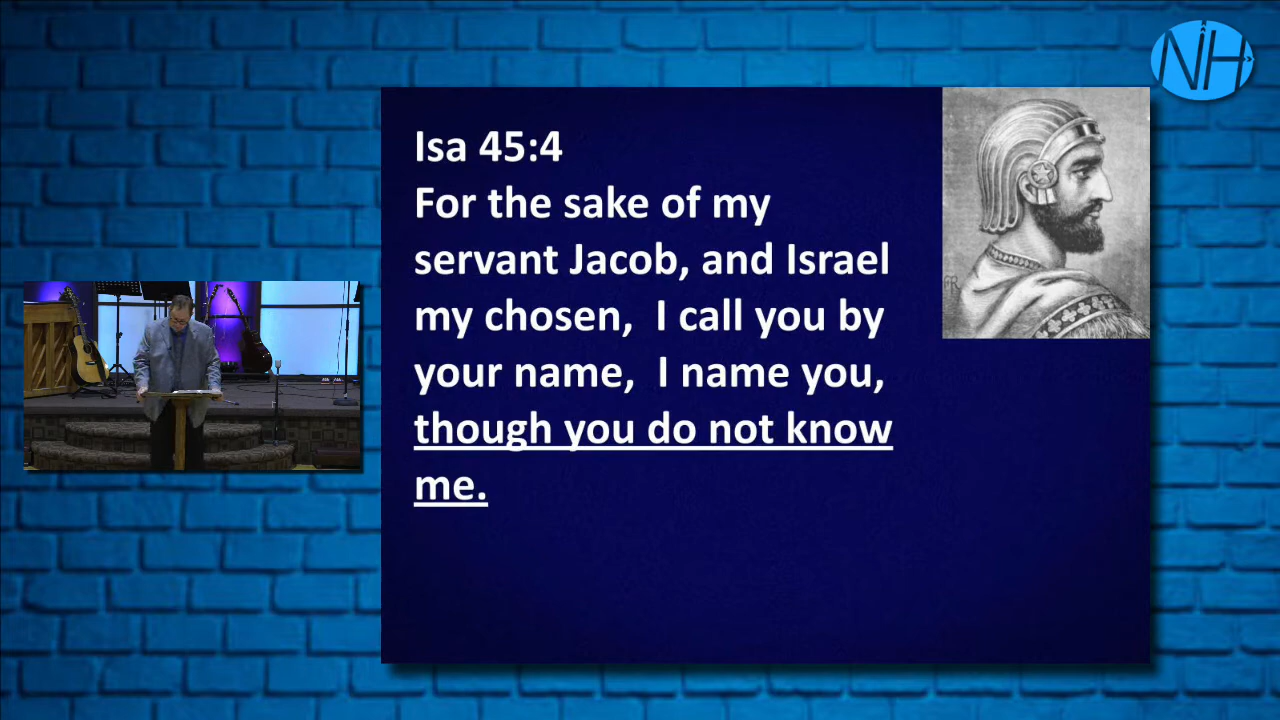 NH
Isa 45:4
For the sake of my
servant Jacob, and Israel
my chosen,  I call you by
your name,  I name you,
though you do not know
me.